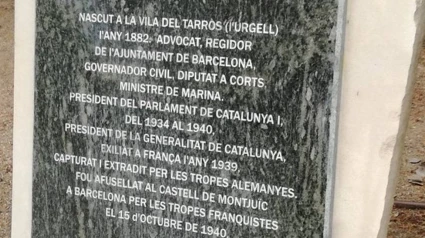 NASCUT A LA VILA DEL TARRÒS (l'URGELL)
l'ANY 1882. ADVOCAT, REGIDOR
DE l'AJUNTAMENT DE BARCELONA,
GOVERNADOR CIVIL, DIPUTAT A CORTS,
MINISTRE DE MARINA.
PRESIDENT DEL PARLAMENT DE CATALUNYA I,
DEL 1934 AL 1940,
PRESIDENT DE LA GENERALITAT DE CATALUNYA,
EXILIAT A FRANÇA l'ANY 1939,
CAPTURAT I EXTRADIT PER LES TROPES ALEMANYES.
FOU AFUSELLAT AL CASTELL DE MONTJUÏC
A BARCELONA PER LES TROPES FRANQUISTES
EL 15 d'OCTUBRE DE 1940.